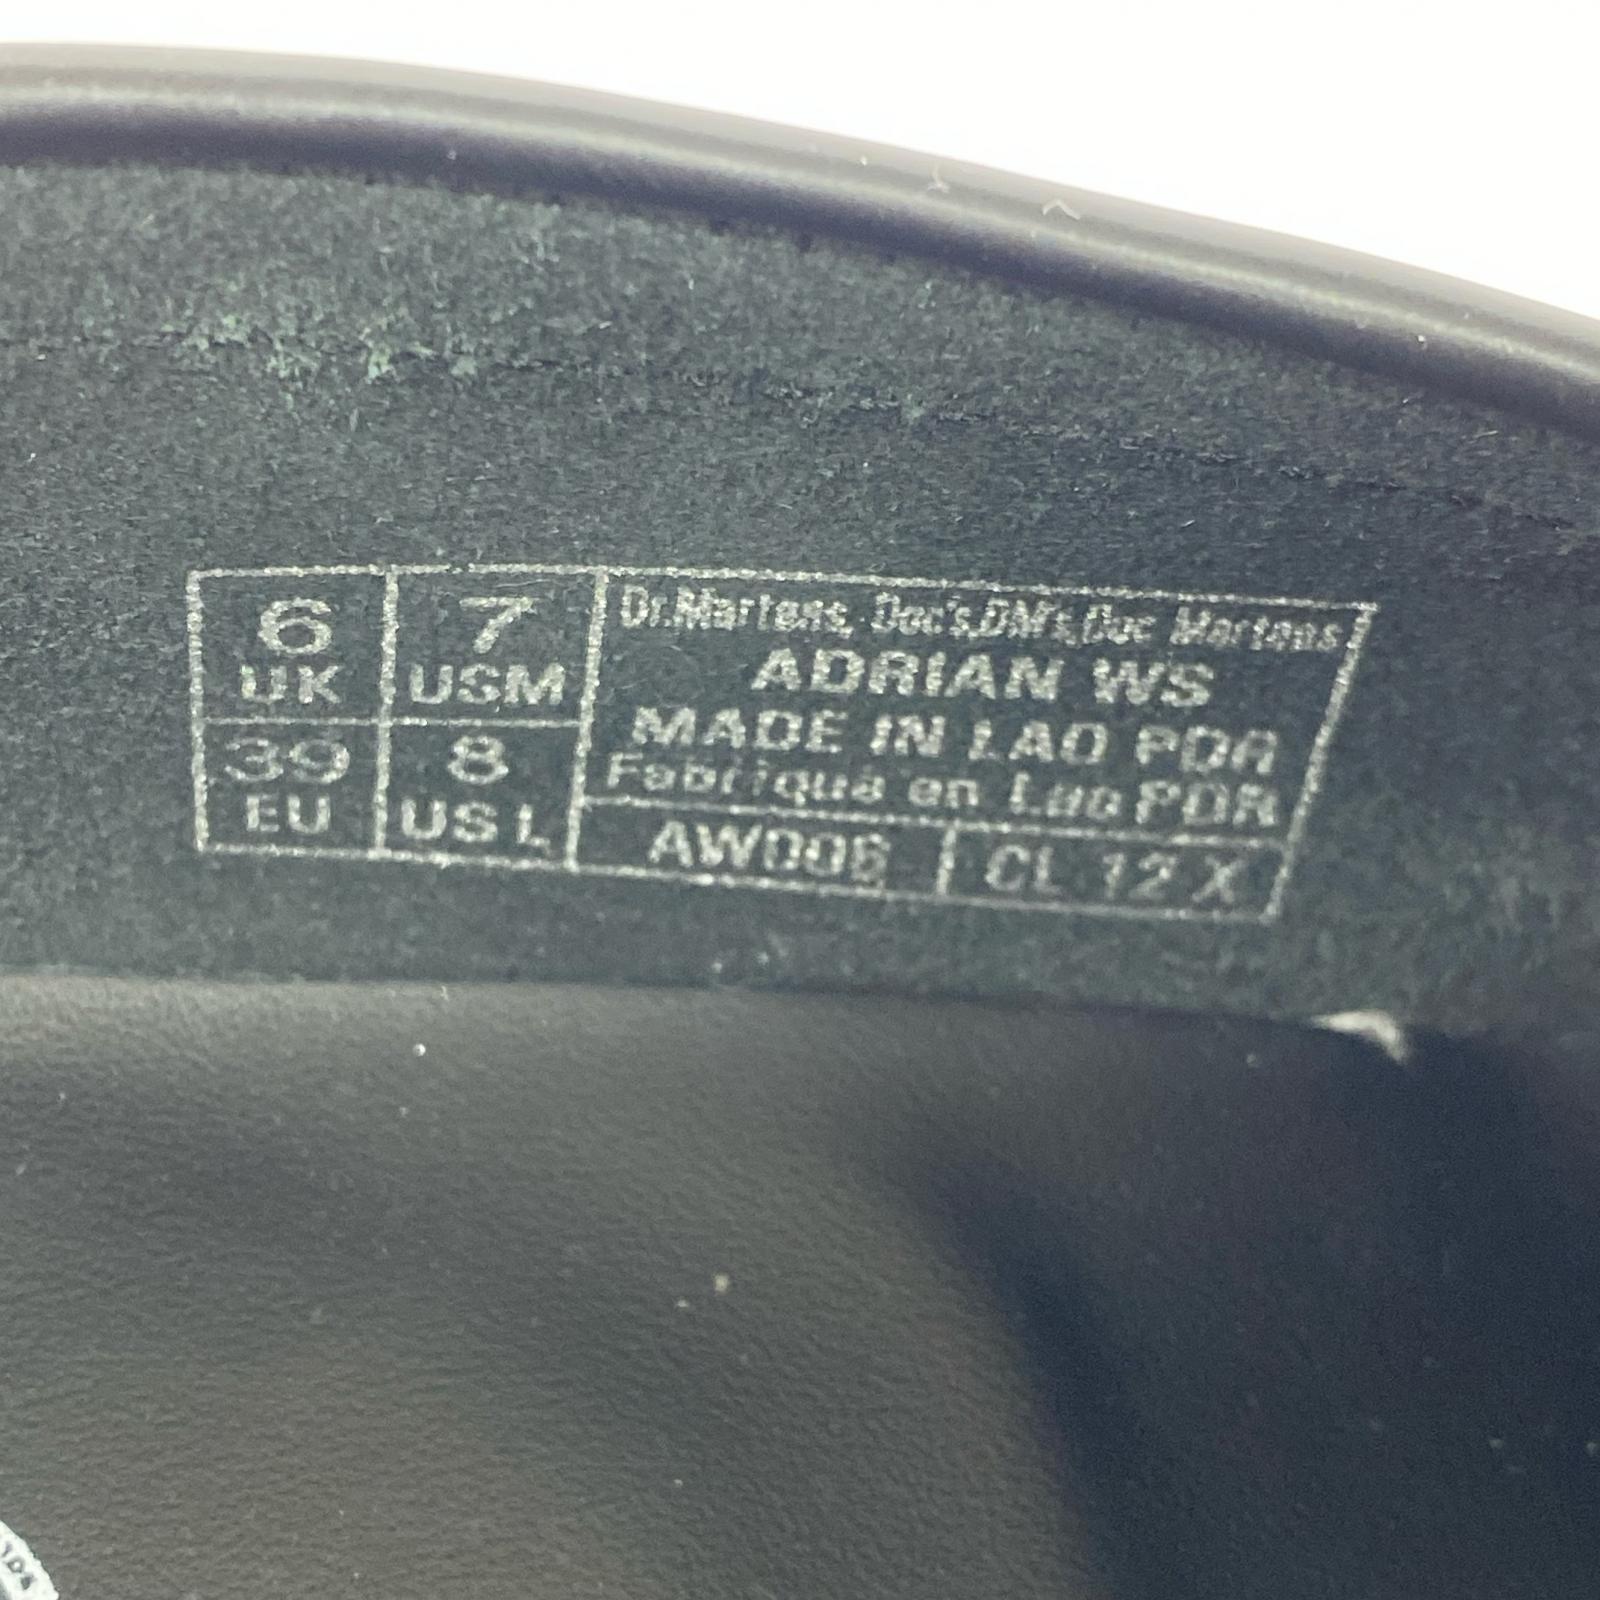 6 UK
7 USM
39 EU
8 US L
Dr.Martens, Doc's,DM's,Doc Martens
ADRIAN WS
MADE IN LAO PDR
Fabriqué en Lao PDR
AW006
CL 12 X